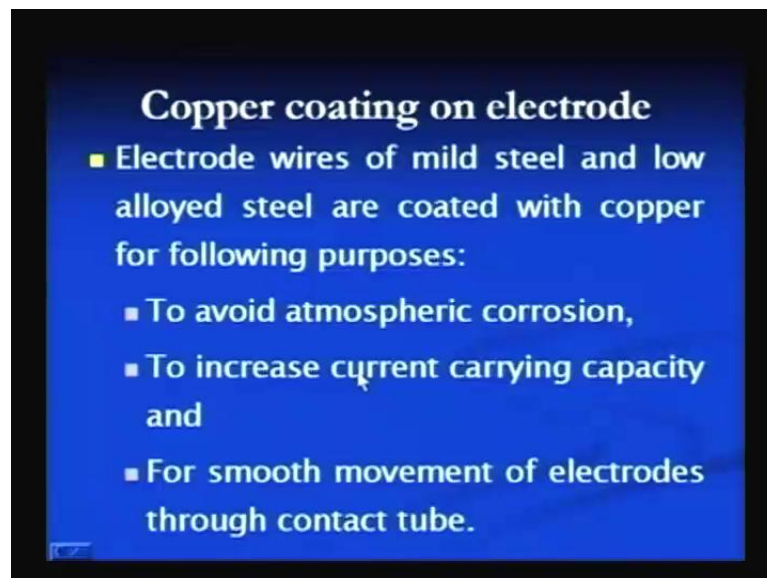 Copper coating on electrode
Electrode wires of mild steel and low
alloyed steel are coated with copper
for following purposes:
To avoid atmospheric corrosion,
To increase current carrying capacity
and
For smooth movement of electrodes
through contact tube.